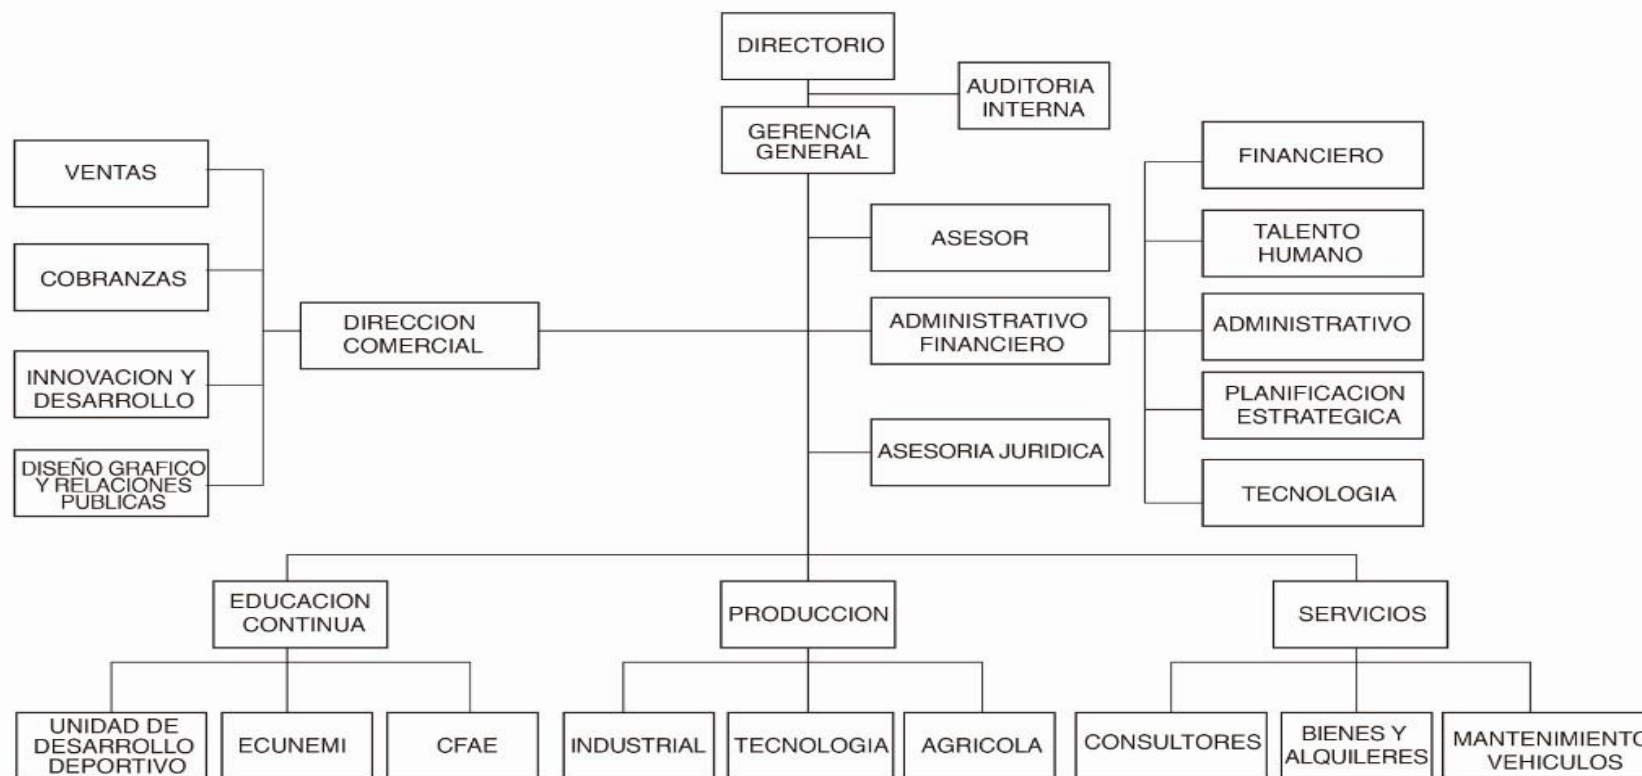 DIRECTORIO
AUDITORIA
INTERNA
GERENCIA
GENERAL
VENTAS
COBRANZAS
INNOVACION Y
DESARROLLO
DISEÑO GRAFICO
Y RELACIONES
PUBLICAS
DIRECCION
COMERCIAL
ASESOR
ADMINISTRATIVO
FINANCIERO
ASESORIA JURIDICA
FINANCIERO
TALENTO
HUMANO
ADMINISTRATIVO
PLANIFICACION
ESTRATEGICA
TECNOLOGIA
EDUCACION
CONTINUA
PRODUCCION
SERVICIOS
UNIDAD DE
DESARROLLO
DEPORTIVO
ECUNEMI
CFAE
INDUSTRIAL
TECNOLOGIA
AGRICOLA
CONSULTORES
BIENES Y
ALQUILERES
MANTENIMIENTO
VEHICULOS